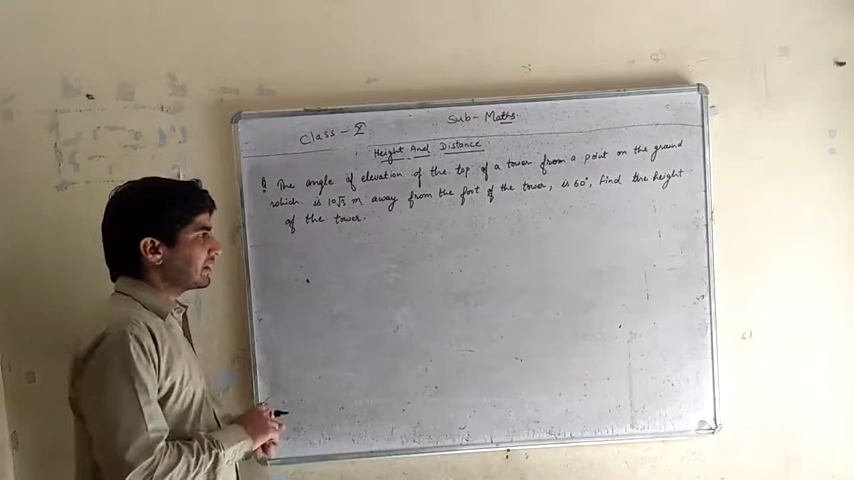 Class - X
Sub - Maths.
Height And Distance
Q The angle of elevation of the top of a tower from a point on the ground
which is 10√3 m away from the foot of the tower, is 60°, find the height
of the tower.